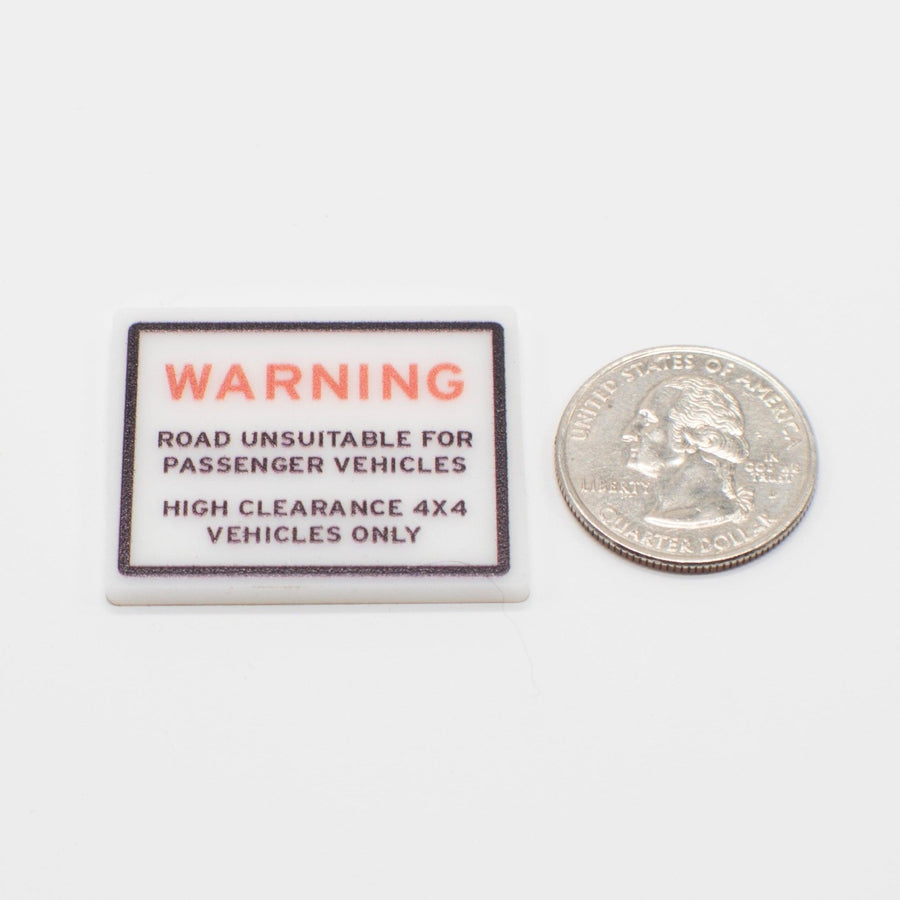 WARNING
ROAD UNSUITABLE FOR
PASSENGER VEHICLES
HIGH CLEARANCE 4X4
VEHICLES ONLY
UNITED STATES OF AMERICA
LIBERTY
IN
GOD WE
TRUST
D
QUARTER DOLLAR